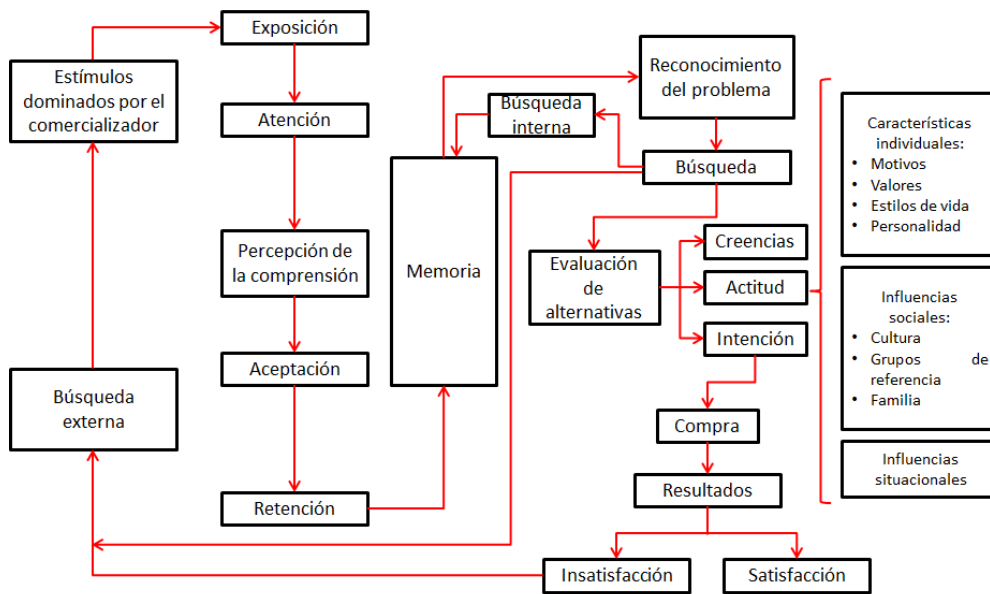 Exposición
Estímulos
dominados por el
comercializador
Atención
Percepción de
la comprensión
Aceptación
Búsqueda
externa
Retención
Memoria
Búsqueda
interna
Reconocimiento
del problema
Búsqueda
Evaluación
de
alternativas
Creencias
Actitud
Intención
Compra
Resultados
Insatisfacción
Satisfacción
Características
individuales:
• Motivos
• Valores
• Estilos de vida
• Personalidad
Influencias
sociales:
• Cultura
• Grupos de
referencia
• Familia
Influencias
situacionales